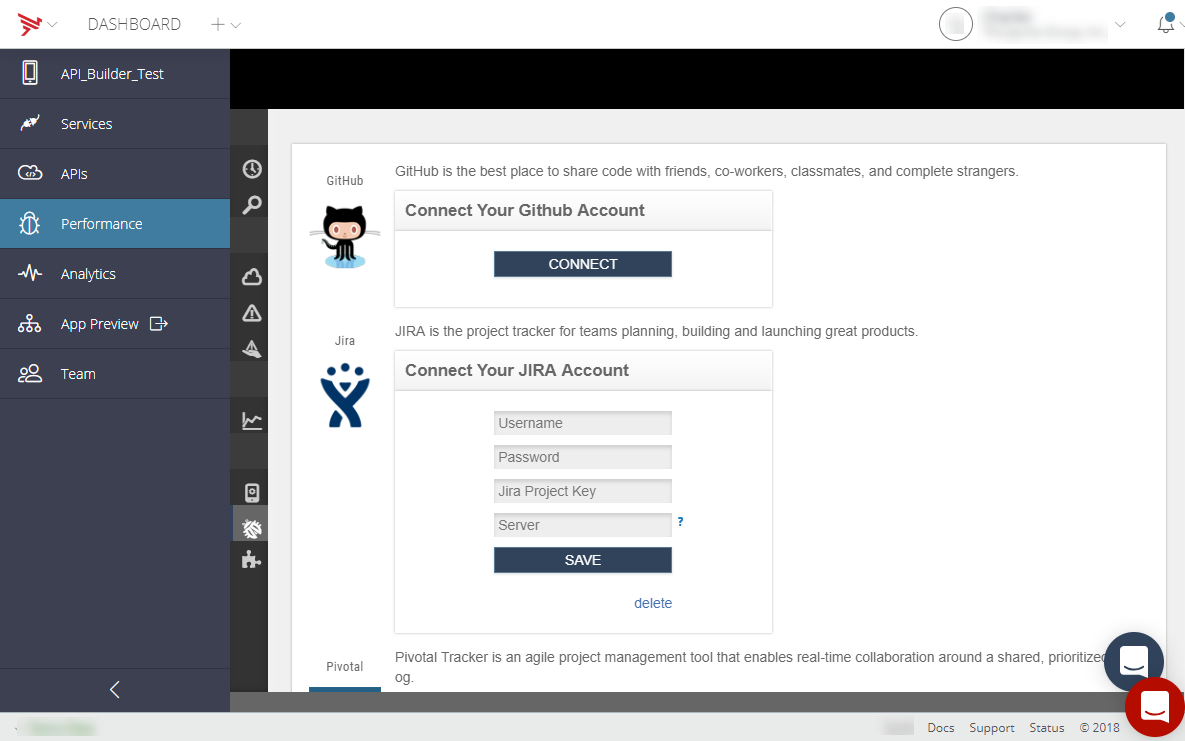 DASHBOARD
API_Builder_Test
Services
APIs
Performance
Analytics
App Preview
Team
GitHub
GitHub is the best place to share code with friends, co-workers, classmates, and complete strangers.
Connect Your Github Account
CONNECT
Jira
JIRA is the project tracker for teams planning, building and launching great products.
Connect Your JIRA Account
Username
Password
Jira Project Key
Server ?
SAVE
delete
Pivotal
Pivotal Tracker is an agile project management tool that enables real-time collaboration around a shared, prioritized
og.
Docs Support Status © 2018